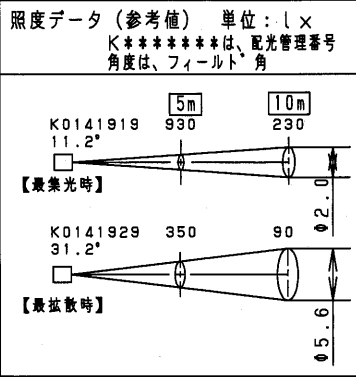 照度データ（参考値） 単位：lx
K*******は、配光管理番号
角度は、フィールド角
5m 10m
K0141919 930 230
11.2°
【最集光時】
Φ2.0
K0141929 350 90
31.2°
【最拡散時】
Φ5.6